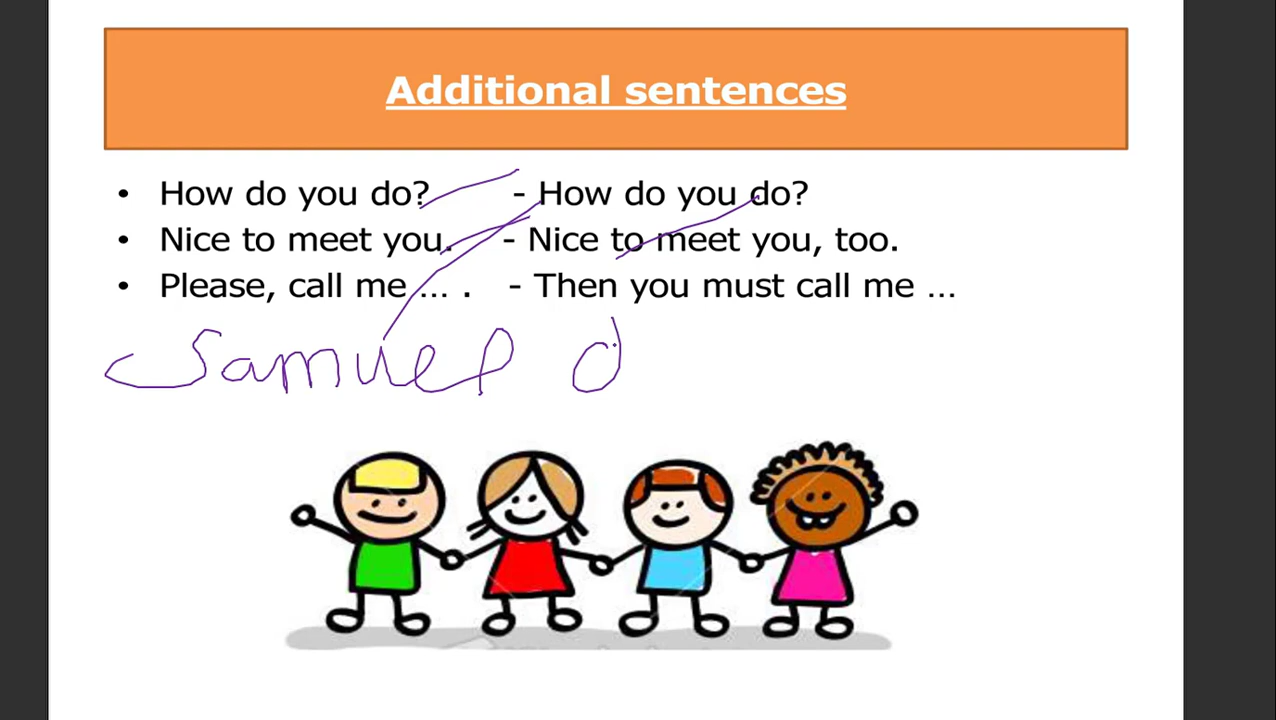 Additional sentences
• How do you do? - How do you do?
• Nice to meet you. - Nice to meet you, too.
• Please, call me … . - Then you must call me …
Samuel